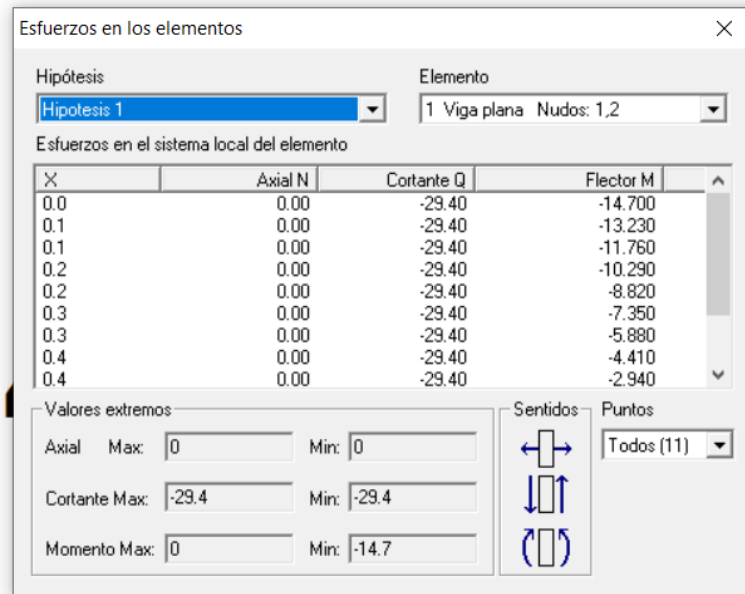 Esfuerzos en los elementos
Hipótesis Elemento
Hipotesis 1 1 Viga plana Nudos: 1,2
Esfuerzos en el sistema local del elemento
X Axial N Cortante Q Flector M
0.0 0.00 -29.40 -14.700
0.1 0.00 -29.40 -13.230
0.1 0.00 -29.40 -11.760
0.2 0.00 -29.40 -10.290
0.2 0.00 -29.40 -8.820
0.3 0.00 -29.40 -7.350
0.3 0.00 -29.40 -5.880
0.4 0.00 -29.40 -4.410
0.4 0.00 -29.40 -2.940
Valores extremos Sentidos Puntos
Axial Max: 0 Min: 0 Todos (11)
Cortante Max: -29.4 Min: -29.4
Momento Max: 0 Min: -14.7